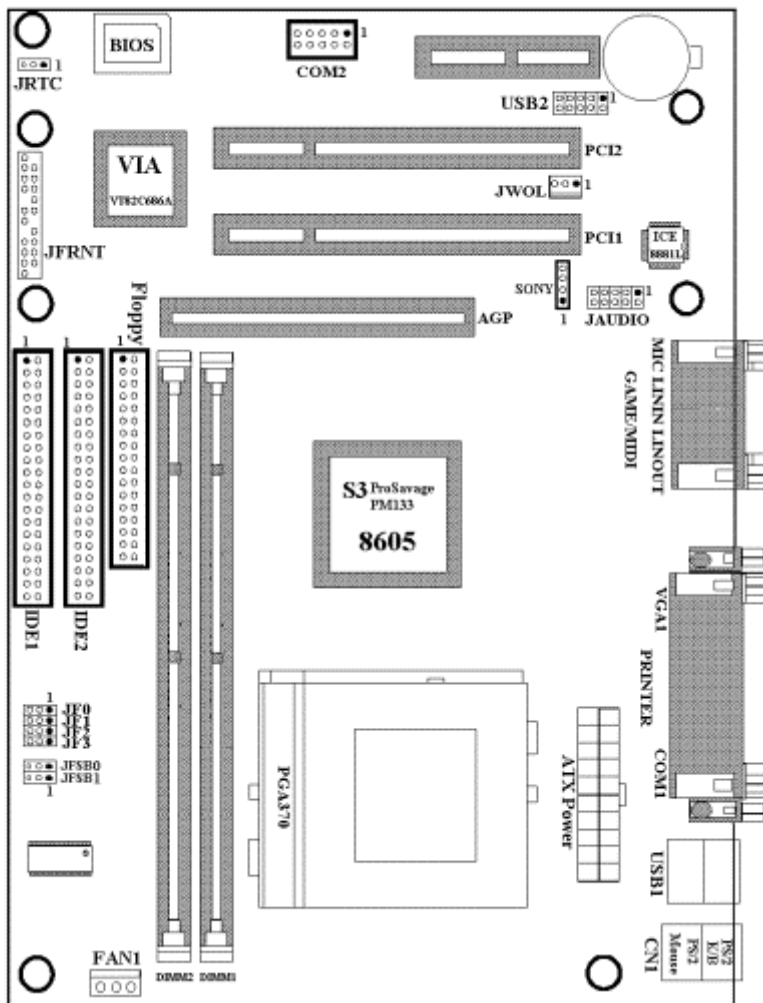 BIOS
1
COM2
1
JRTC
USB2
1
VIA
VT82C686A
PCI2
JWOL
1
JFRNT
PCI1
ICE
8881L
SONY
1
JAUDIO
1
Floppy
AGP
1
1
1
MIC LININ LINOUT
GAME/MIDI
S3 ProSavage
PM133
8605
IDE1
IDE2
VGA1
PRINTER
COM1
1
JF0
JF1
JF2
JF3
JFSB0
JFSB1
1
PGA370
ATX Power
USB1
FAN1
DIMM2
DIMM1
CN1
PS/2
Mouse
PS/2
K/B